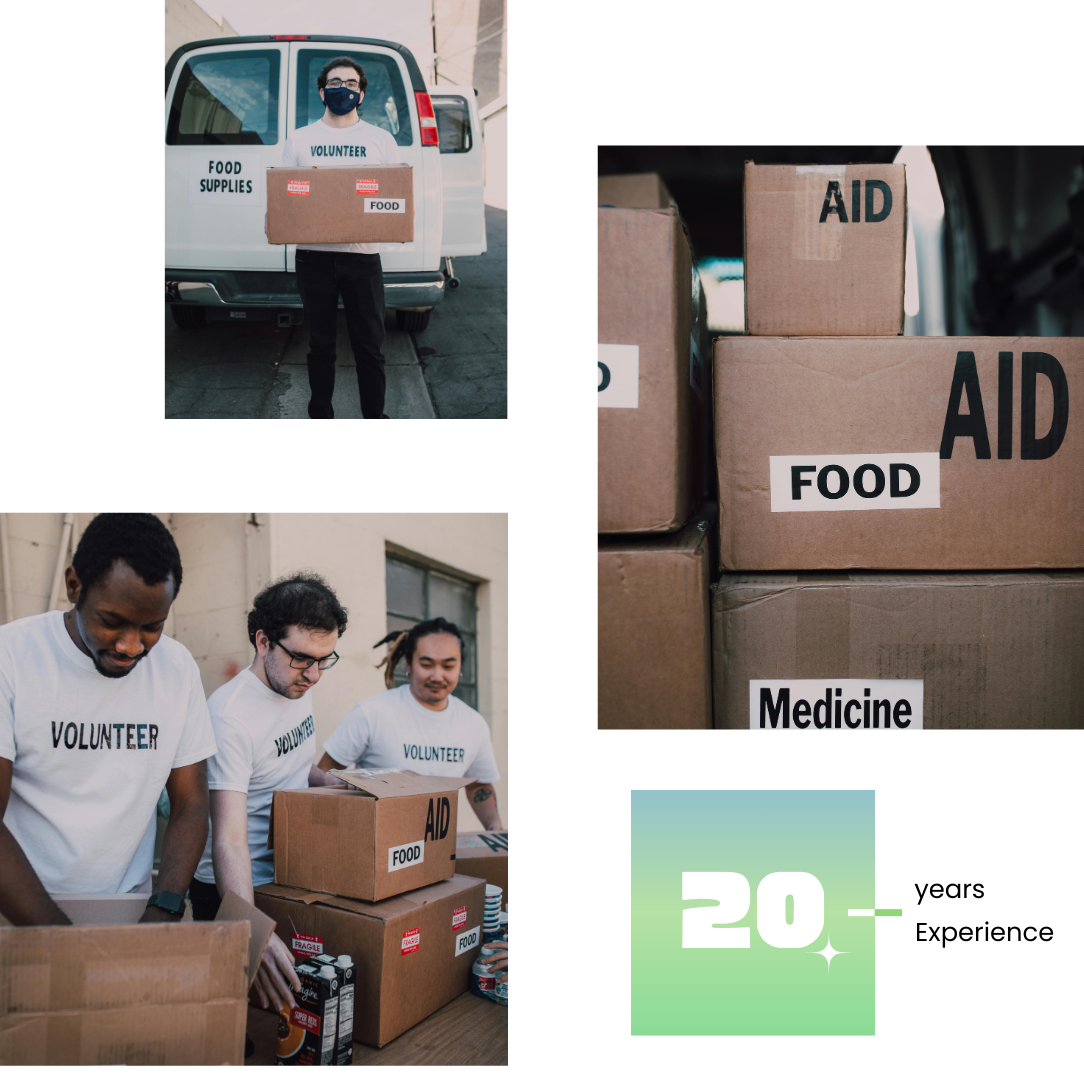 FOOD
SUPPLIES
VOLUNTEER
FRAGILE
FRAGILE
FOOD
AID
AID
FOOD
Medicine
VOLUNTEER
VOLUNTEER
VOLUNTEER
AID
FOOD
FRAGILE
FRAGILE
FRAGILE
FOOD
20
years
Experience